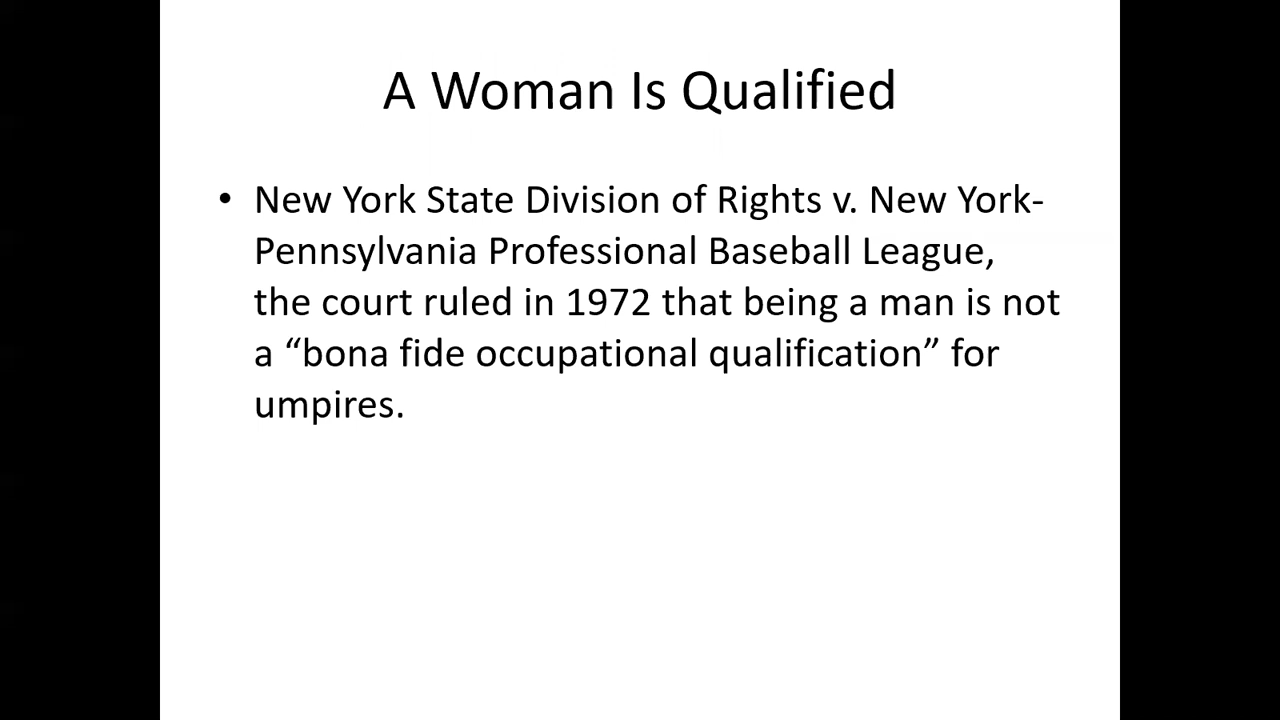 A Woman Is Qualified
• New York State Division of Rights v. New York-
Pennsylvania Professional Baseball League,
the court ruled in 1972 that being a man is not
a “bona fide occupational qualification” for
umpires.